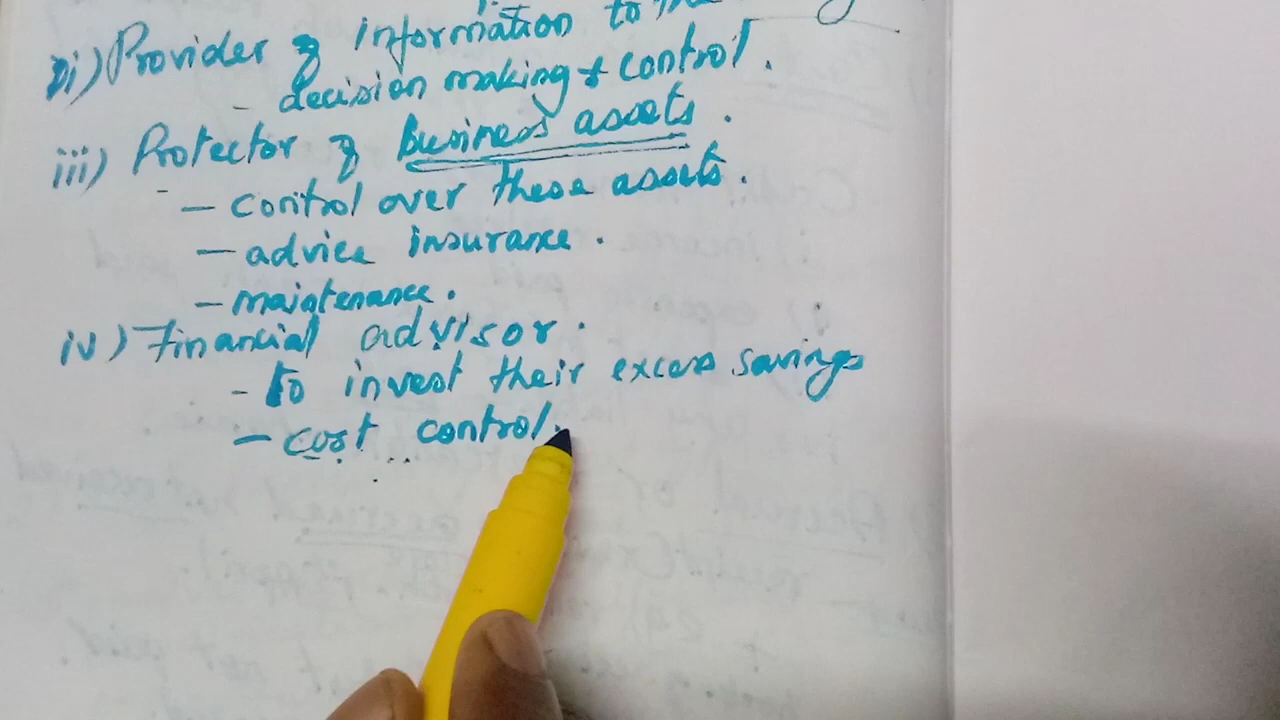 ii) Provider of information to the
- decision making & control.
iii) Protector of business assets.
- control over these assets.
- advice insurance.
- maintenance.
iv) Financial advisor.
- to invest their excess savings
- cost control.